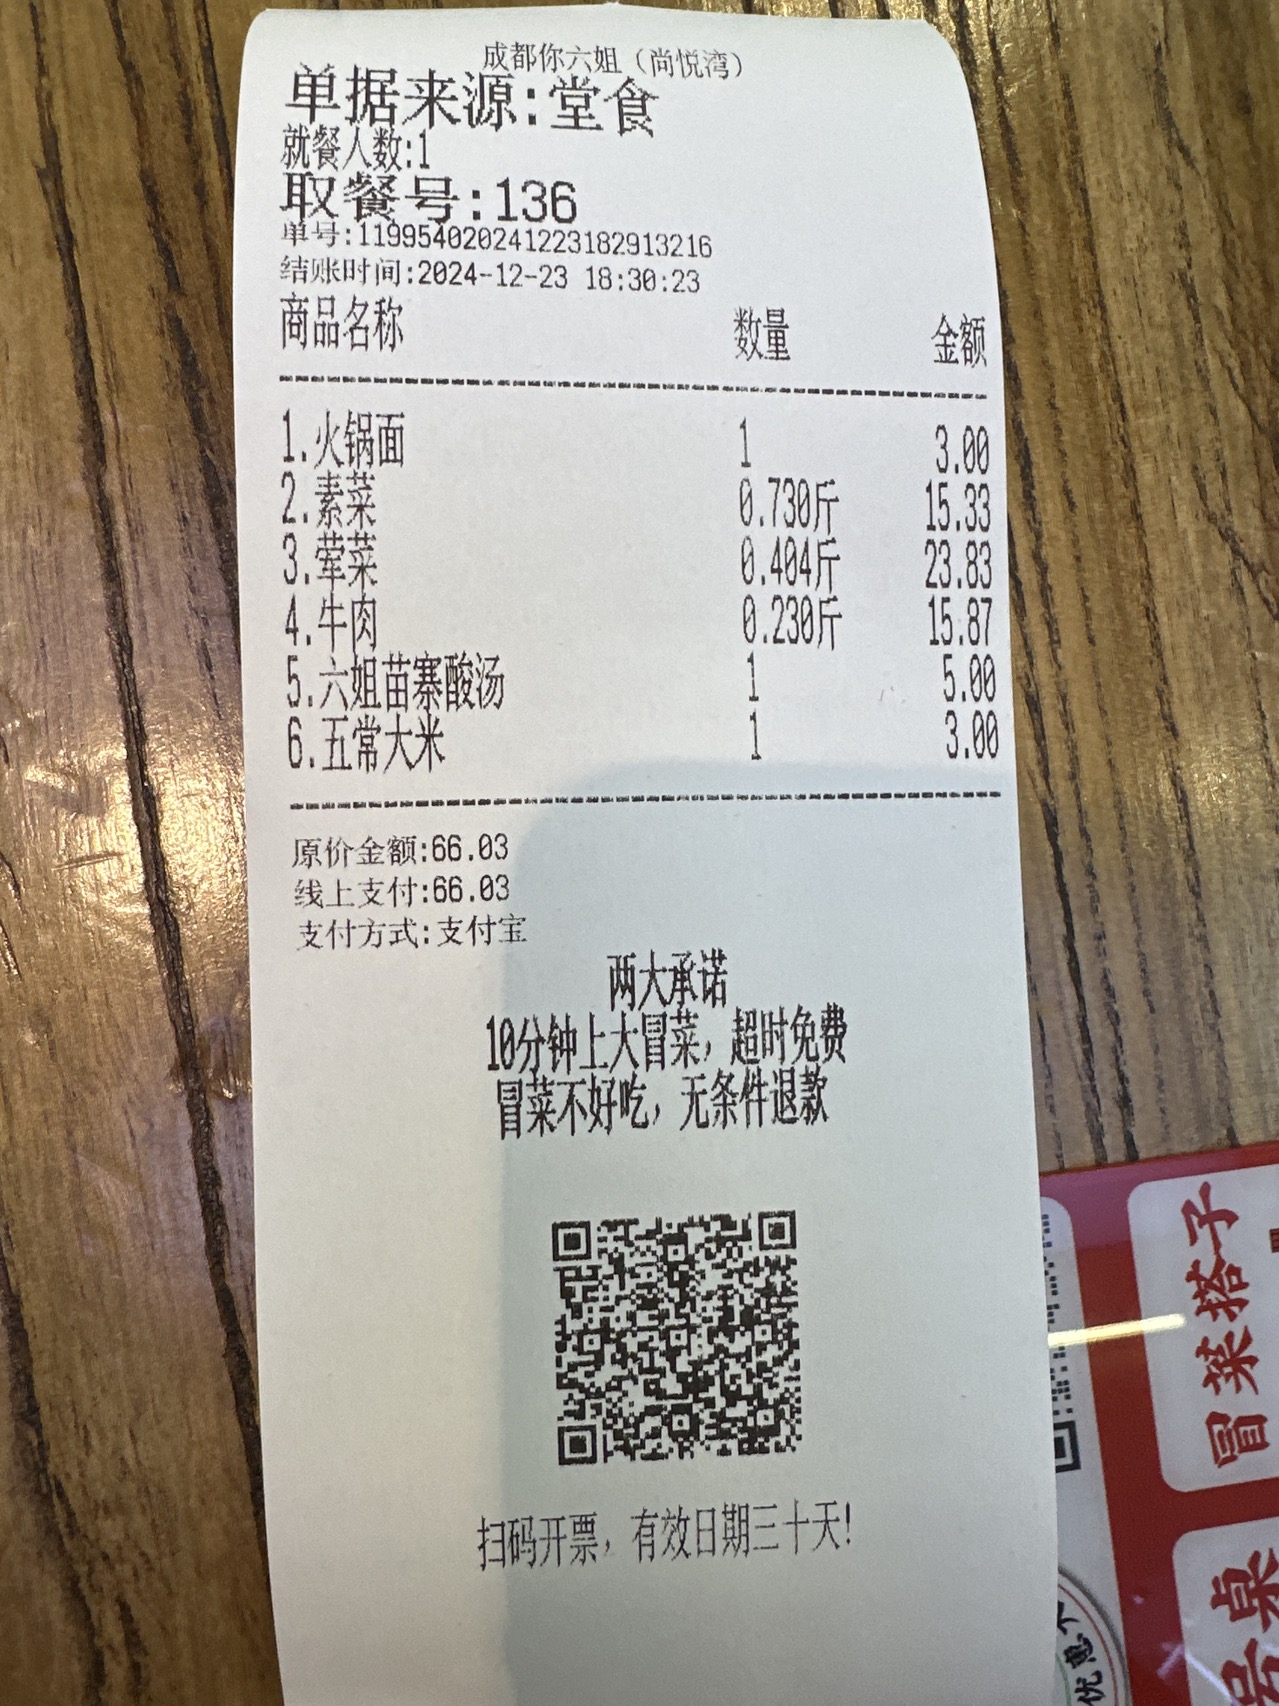 成都你六姐（尚悦湾）
单据来源:堂食
就餐人数:1
取餐号:136
单号:119954020241223182913216
结账时间:2024-12-23 18:30:23
商品名称 数量 金额
1.火锅面 1 3.00
2.素菜 0.730斤 15.33
3.荤菜 0.404斤 23.83
4.牛肉 0.230斤 15.87
5.六姐苗寨酸汤 1 5.00
6.五常大米 1 3.00
原价金额:66.03
线上支付:66.03
支付方式:支付宝
两大承诺
10分钟上大冒菜，超时免费
冒菜不好吃，无条件退款
扫码开票，有效日期三十天!
冒菜搭子
号桌
优惠